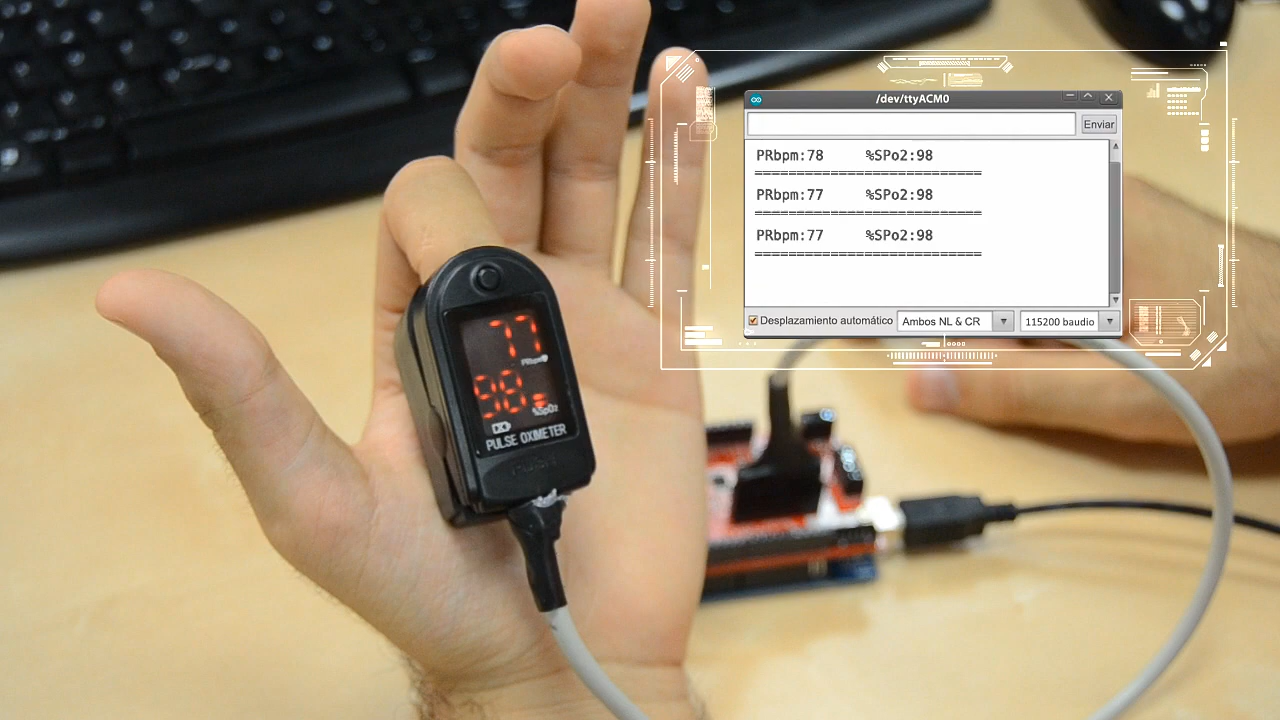 /dev/ttyACM0
Enviar
PRbpm:78 %SPo2:98
===========================
PRbpm:77 %SPo2:98
===========================
PRbpm:77 %SPo2:98
===========================
Desplazamiento automático
Ambos NL & CR
115200 baudio
77
PRbpm
98
%SpO2
PULSE OXIMETER